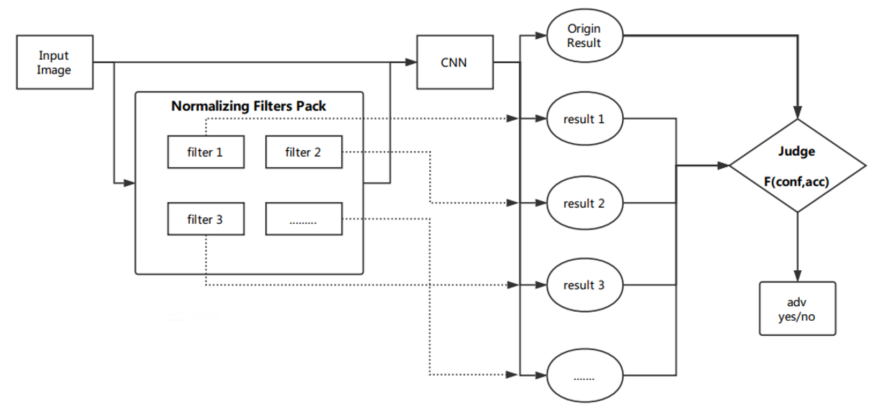 Input
Image
CNN
Origin
Result
Normalizing Filters Pack
filter 1
filter 2
filter 3
.........
result 1
result 2
result 3
.......
Judge
F(conf,acc)
adv
yes/no